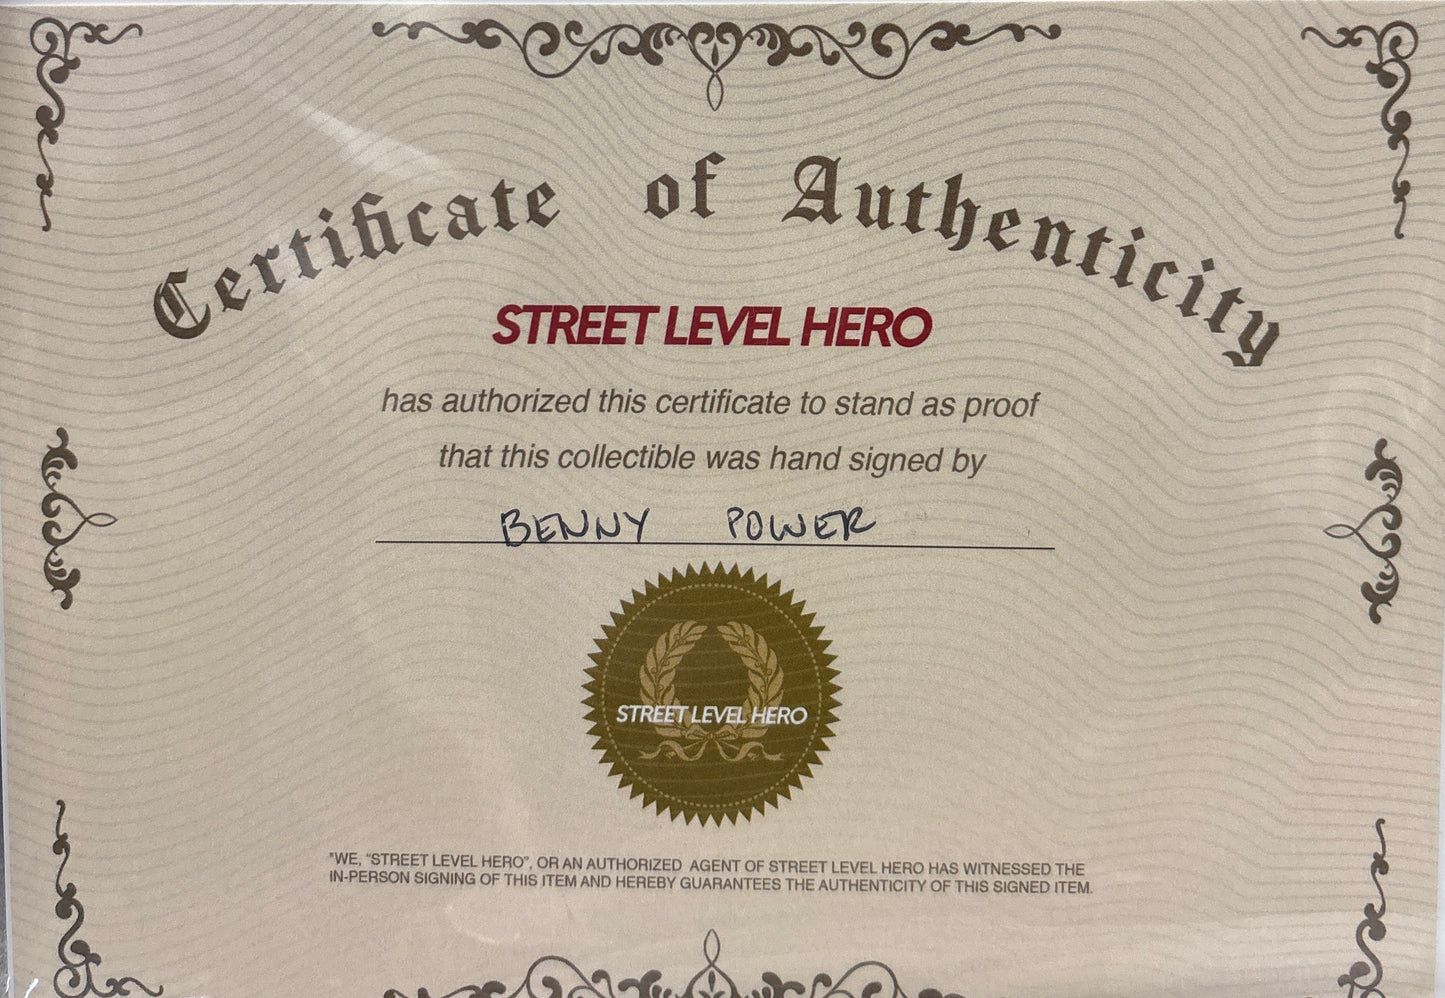 Certificate of Authenticity
STREET LEVEL HERO
has authorized this certificate to stand as proof
that this collectible was hand signed by
BENNY POWER
STREET LEVEL HERO
"WE, "STREET LEVEL HERO", OR AN AUTHORIZED AGENT OF STREET LEVEL HERO HAS WITNESSED THE
IN-PERSON SIGNING OF THIS ITEM AND HEREBY GUARANTEES THE AUTHENTICITY OF THIS SIGNED ITEM.